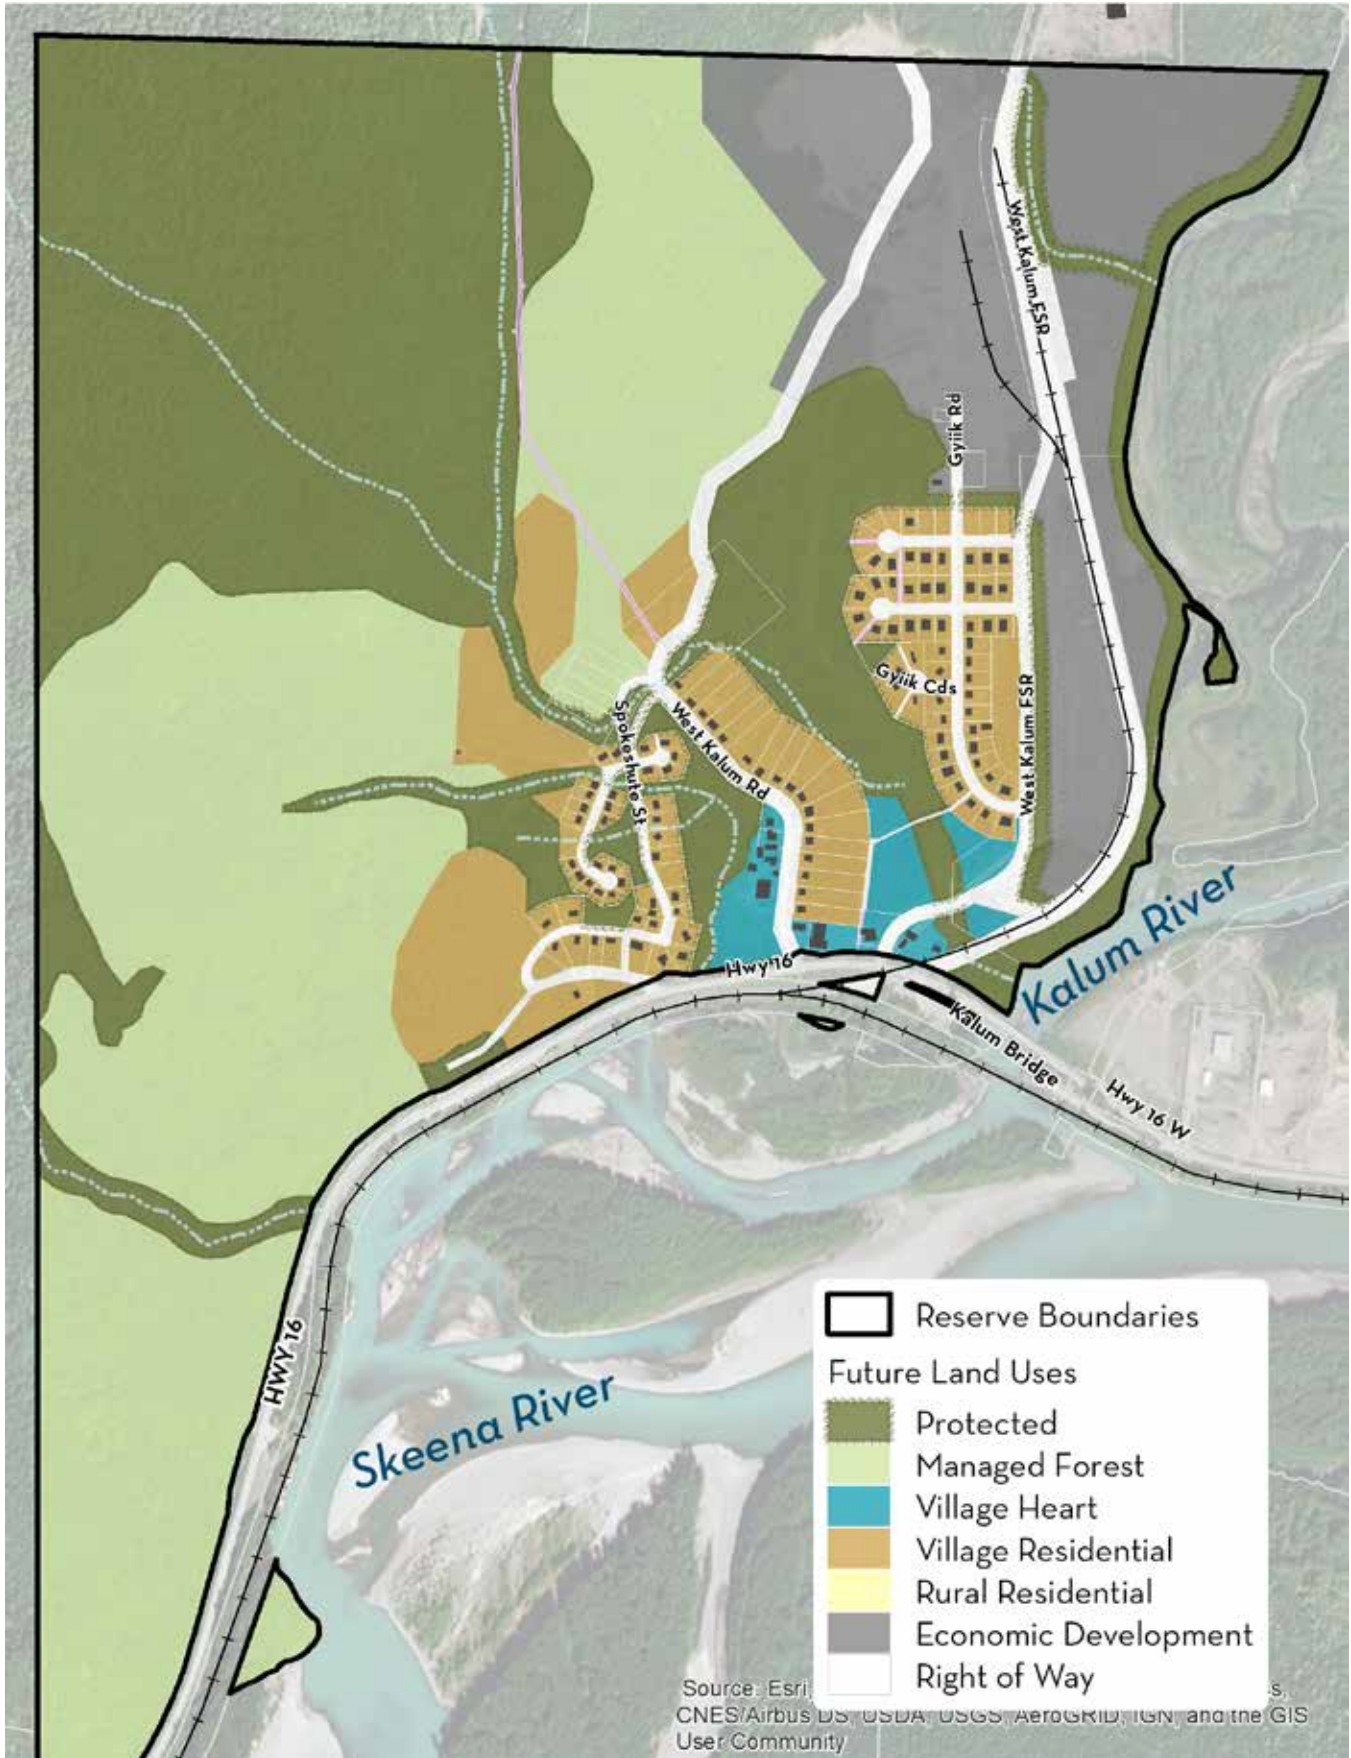 West Kalum FSR
Gyiik Rd
Gyiik Cds
West Kalum FSR
Spokeshute St
West Kalum Rd
Hwy 16
Kalum River
Kalum Bridge
Hwy 16 W
HWY 16
Skeena River
Reserve Boundaries
Future Land Uses
Protected
Managed Forest
Village Heart
Village Residential
Rural Residential
Economic Development
Right of Way
Source: Esri,
CNES/Airbus DS, USDA, USGS, AeroGRID, IGN, and the GIS
User Community